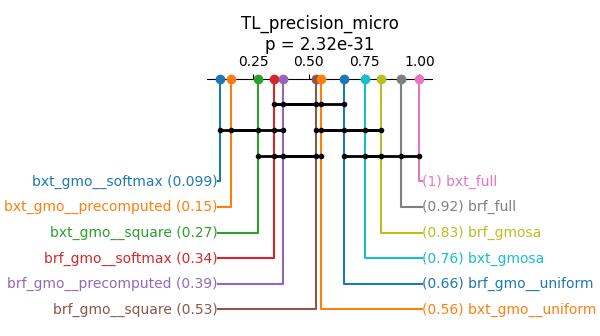 TL_precision_micro
p = 2.32e-31
0.25 0.50 0.75 1.00
bxt_gmo__softmax (0.099) (1) bxt_full
bxt_gmo__precomputed (0.15) (0.92) brf_full
bxt_gmo__square (0.27) (0.83) brf_gmosa
brf_gmo__softmax (0.34) (0.76) bxt_gmosa
brf_gmo__precomputed (0.39) (0.66) brf_gmo__uniform
brf_gmo__square (0.53) (0.56) bxt_gmo__uniform